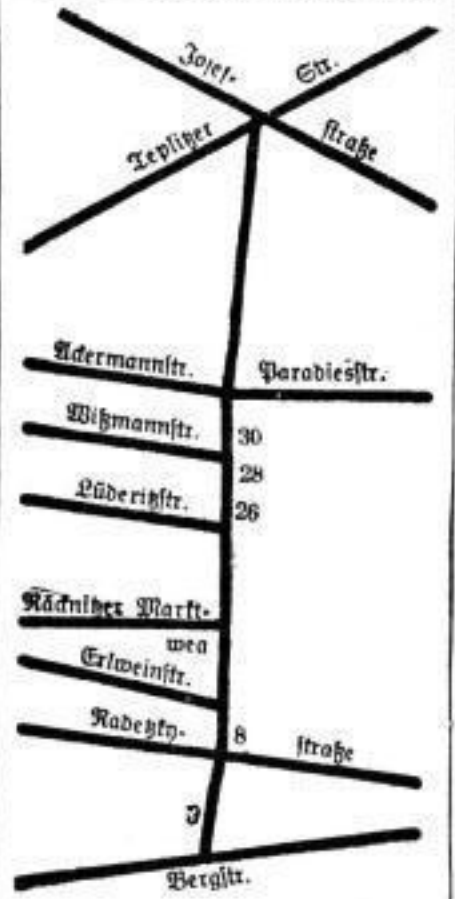 Josef-
Str.
Teplitzer
straße
Ackermannstr.
Paradiesstr.
Wißmannstr.
30
28
Lüderitzstr.
26
Räcknitzer Markt-
weg
Erlweinstr.
Radetzky-
8
straße
Bergstr.